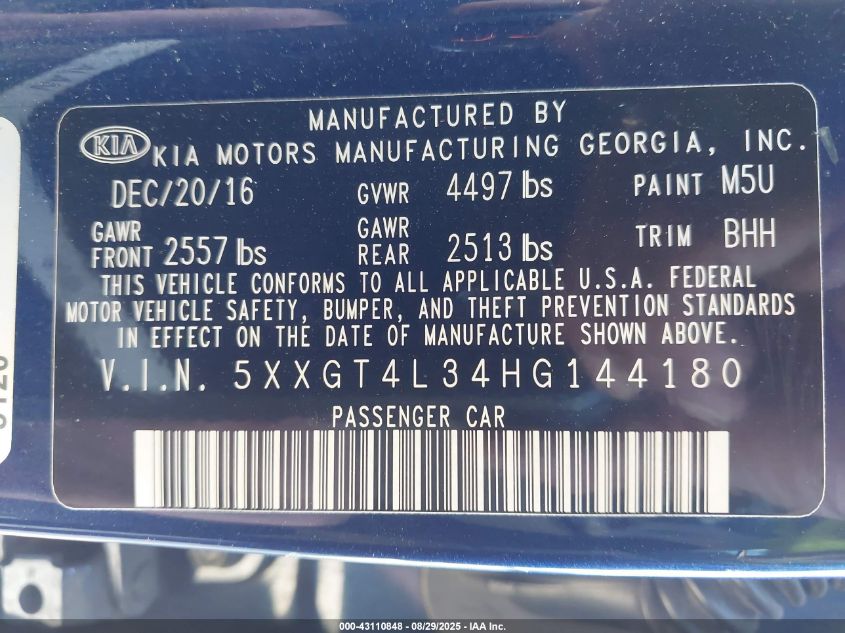 MANUFACTURED BY
KIA KIA MOTORS MANUFACTURING GEORGIA, INC.
DEC/20/16 GVWR 4497 lbs PAINT M5U
GAWR FRONT 2557 lbs GAWR REAR 2513 lbs TRIM BHH
THIS VEHICLE CONFORMS TO ALL APPLICABLE U.S.A. FEDERAL
MOTOR VEHICLE SAFETY, BUMPER, AND THEFT PREVENTION STANDARDS
IN EFFECT ON THE DATE OF MANUFACTURE SHOWN ABOVE.
V.I.N. 5XXGT4L34HG144180
PASSENGER CAR
000-43110848 - 08/29/2025 - IAA Inc.